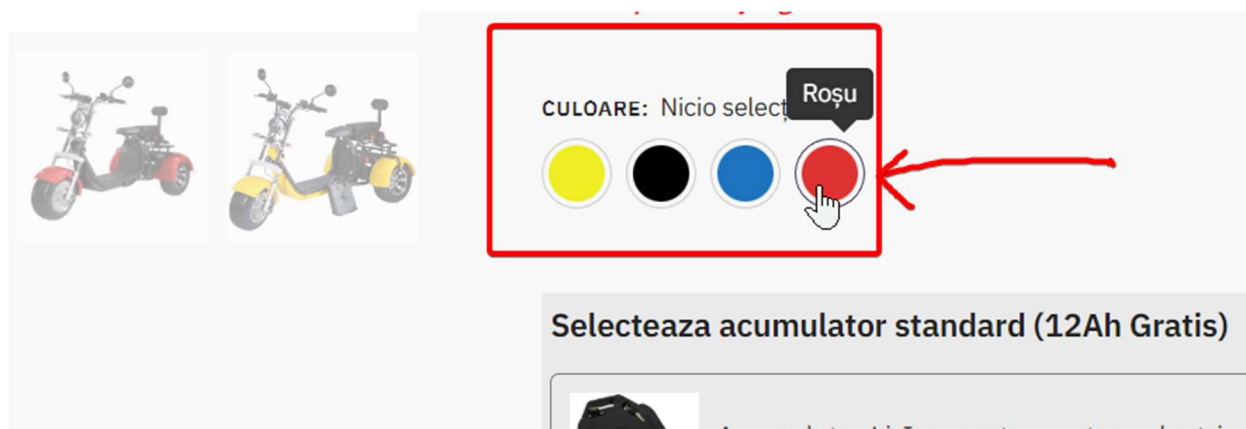 Roșu
CULOARE: Nicio selecț
Selecteaza acumulator standard (12Ah Gratis)